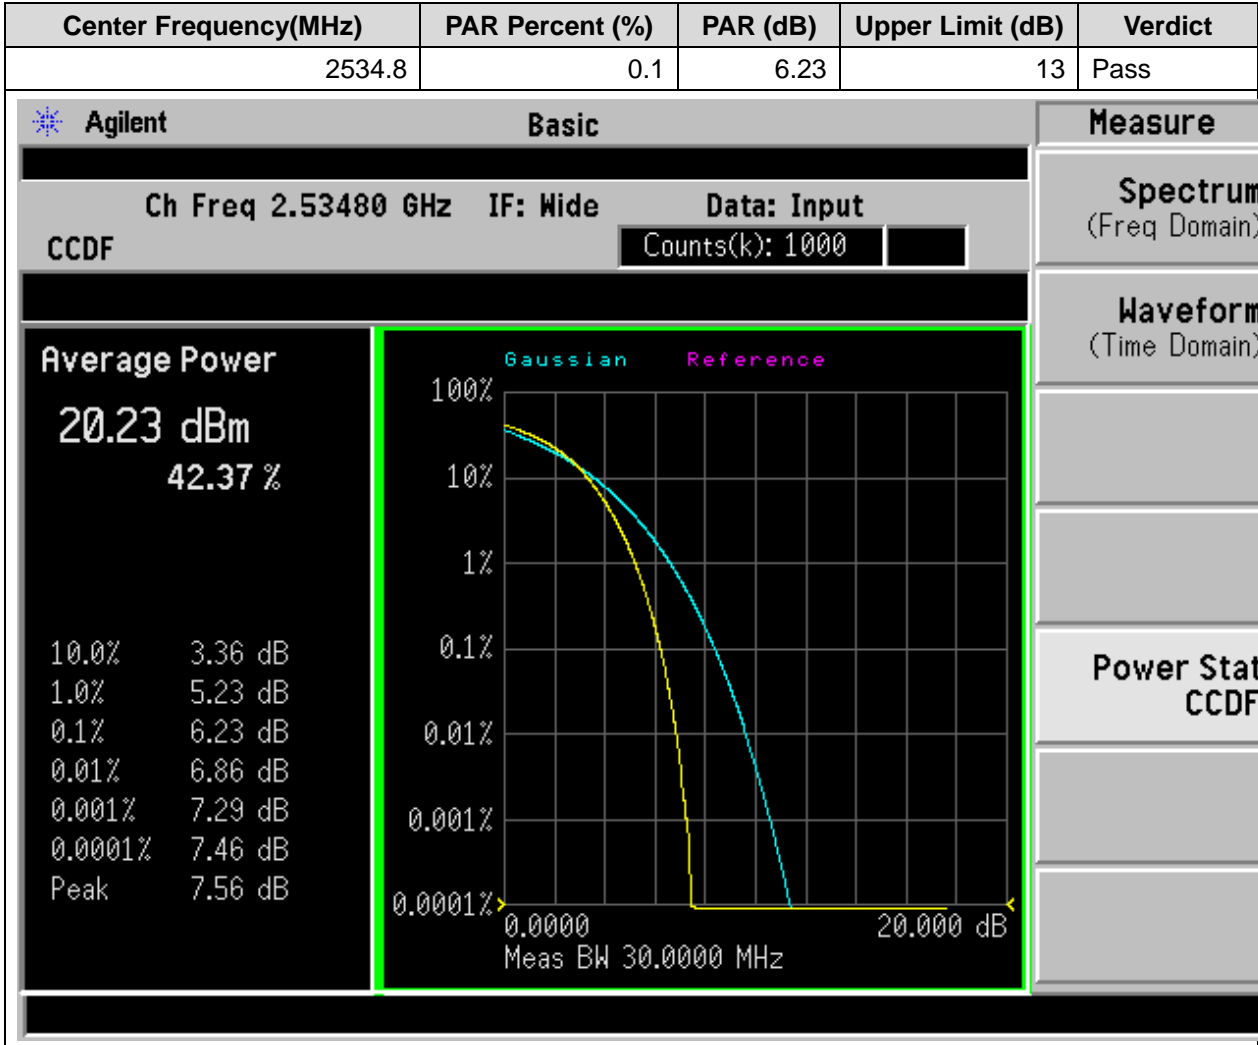 Center Frequency(MHz) PAR Percent (%) PAR (dB) Upper Limit (dB) Verdict
2534.8 0.1 6.23 13 Pass
Agilent Basic Measure
Ch Freq 2.53480 GHz IF: Wide Data: Input
CCDF Counts(k): 1000
Spectrum
(Freq Domain)
Waveform
(Time Domain)
Power Stat
CCDF
Average Power
20.23 dBm
42.37 %
10.0% 3.36 dB
1.0% 5.23 dB
0.1% 6.23 dB
0.01% 6.86 dB
0.001% 7.29 dB
0.0001% 7.46 dB
Peak 7.56 dB
Gaussian Reference
100%
10%
1%
0.1%
0.01%
0.001%
0.0001%
0.0000 20.000 dB
Meas BW 30.0000 MHz